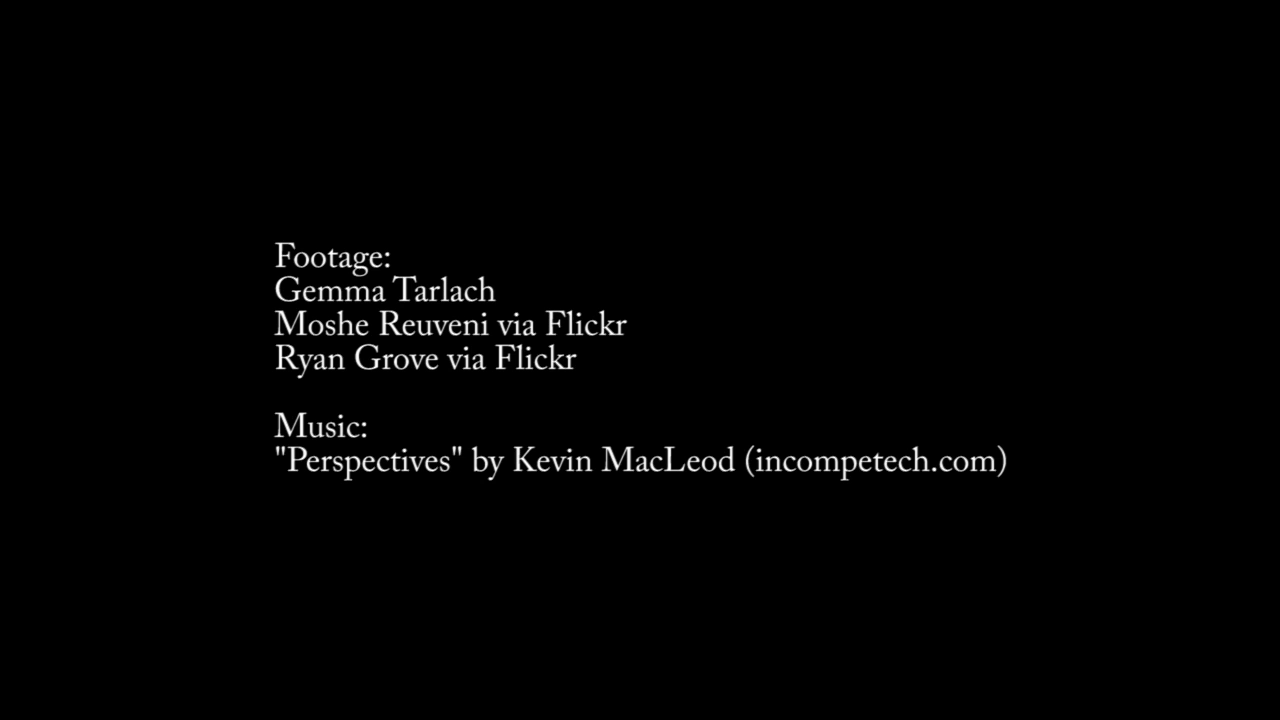 Footage:
Gemma Tarlach
Moshe Reuveni via Flickr
Ryan Grove via Flickr
Music:
"Perspectives" by Kevin MacLeod (incompetech.com)